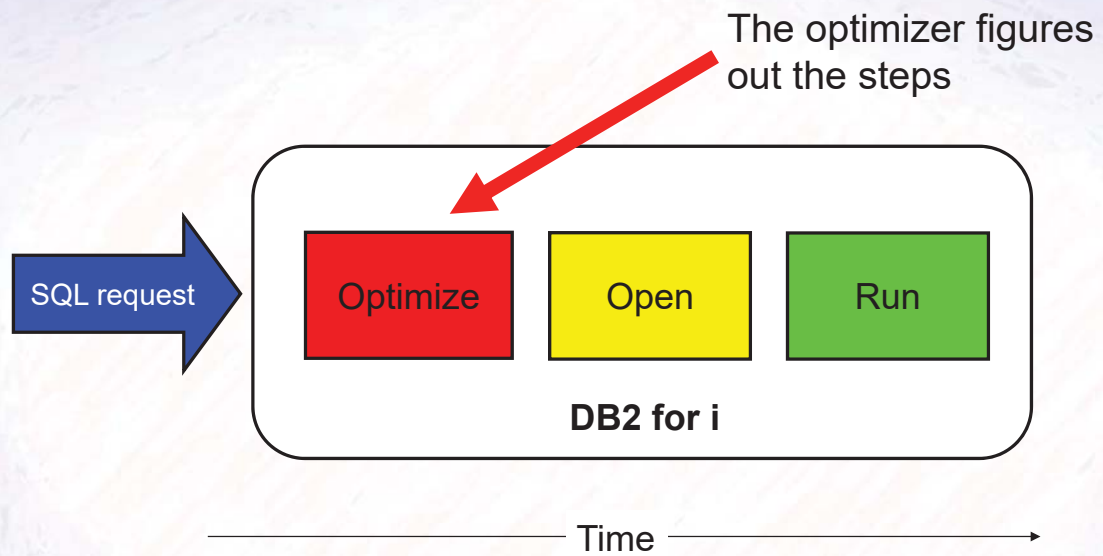 The optimizer figures
out the steps
SQL request
Optimize
Open
Run
DB2 for i
Time